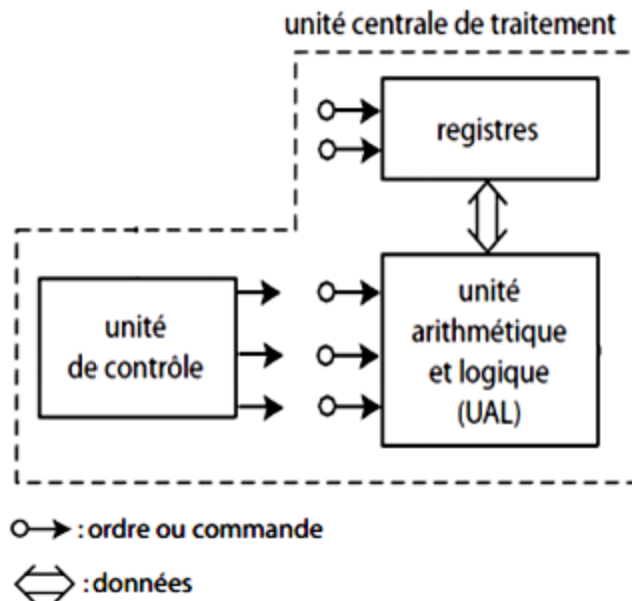 unité centrale de traitement
registres
unité
de contrôle
unité
arithmétique
et logique
(UAL)
: ordre ou commande
: données